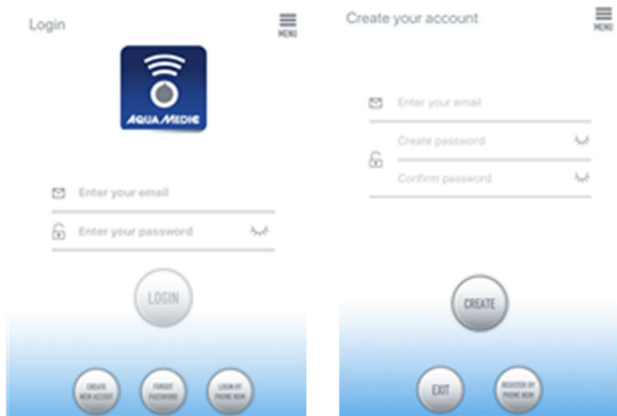 Login
MENU
AQUA MEDIC
Enter your email
Enter your password
LOGIN
CREATE
NEW ACCOUNT
FORGOT
PASSWORD
LOGIN BY
PHONE NUM
Create your account
MENU
Enter your email
Create password
Confirm password
CREATE
EXIT
REGISTER BY
PHONE NUM